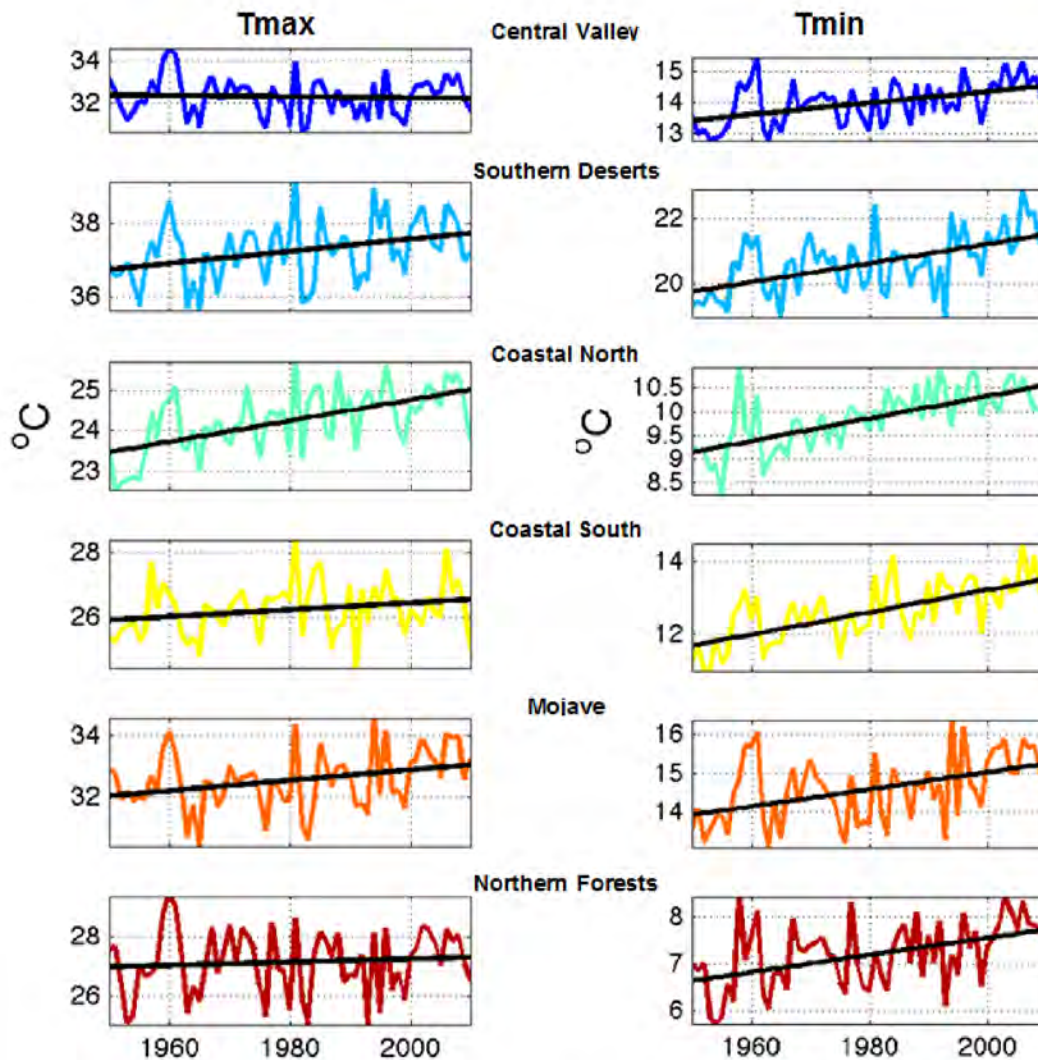 Tmax
Central Valley
Tmin
34
32
15
14
13
Southern Deserts
38
36
22
20
Coastal North
°C
25
24
23
°C
10.5
10
9.5
9
8.5
Coastal South
28
26
14
12
Mojave
34
32
16
15
14
Northern Forests
28
26
8
7
6
1960 1980 2000
1960 1980 2000